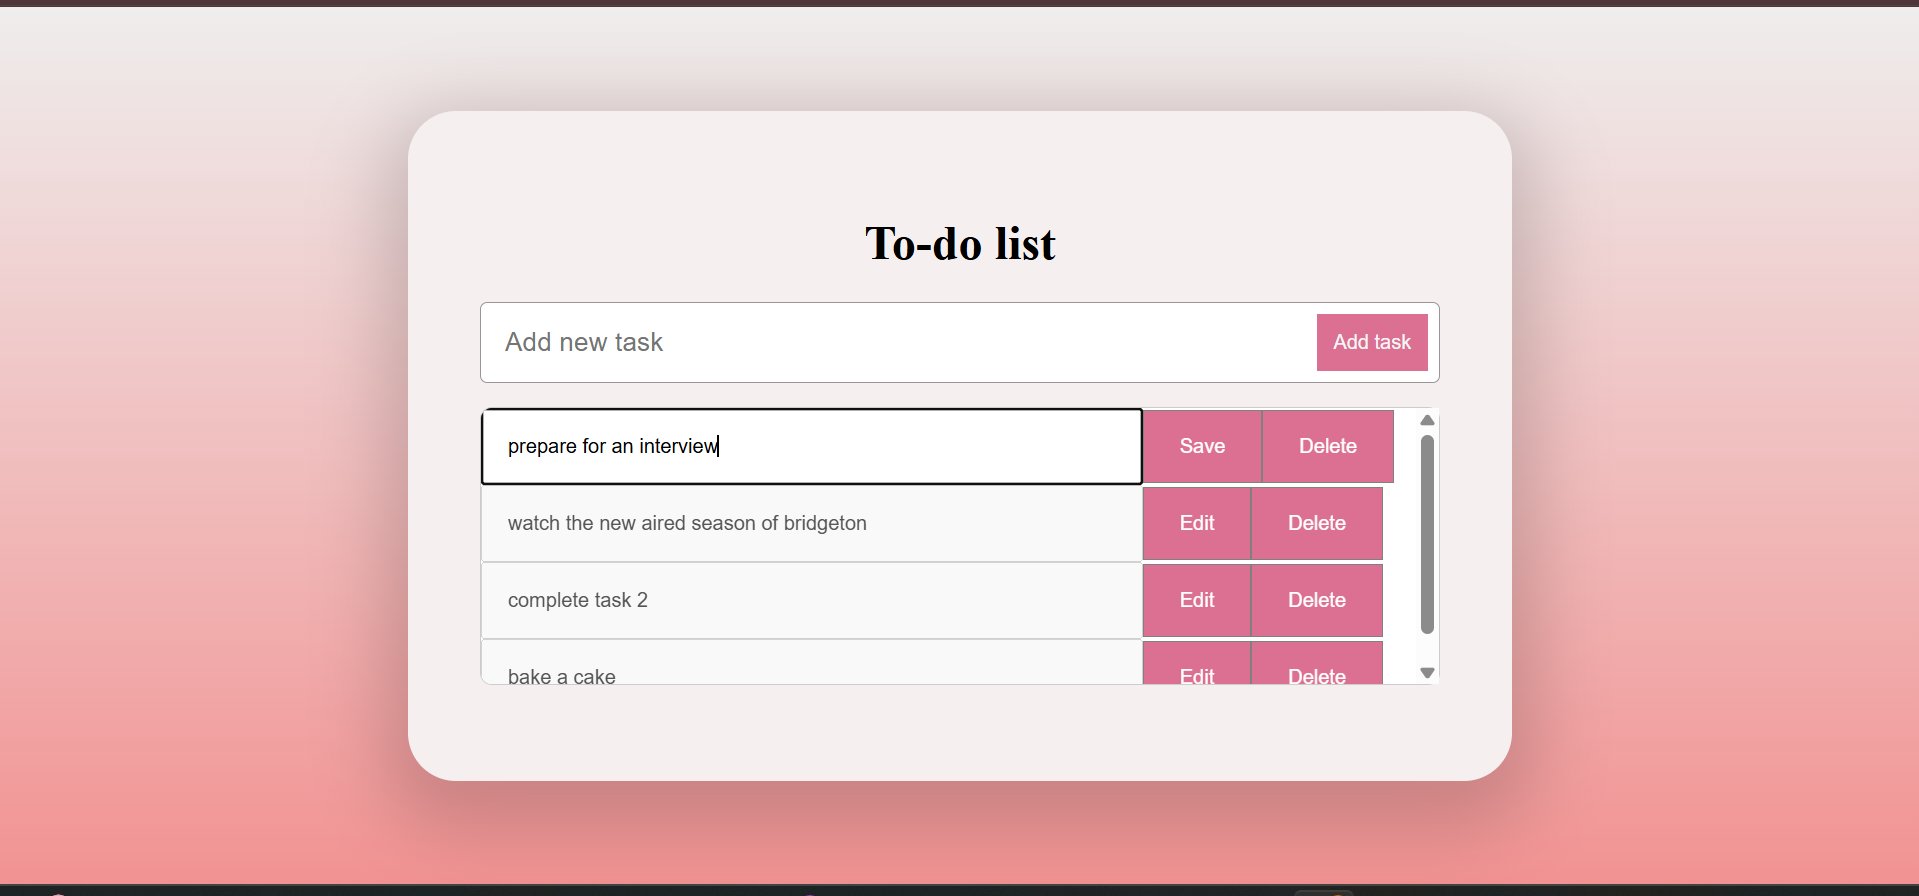 To-do list
Add new task Add task
prepare for an interview Save Delete
watch the new aired season of bridgeton Edit Delete
complete task 2 Edit Delete
bake a cake Edit Delete